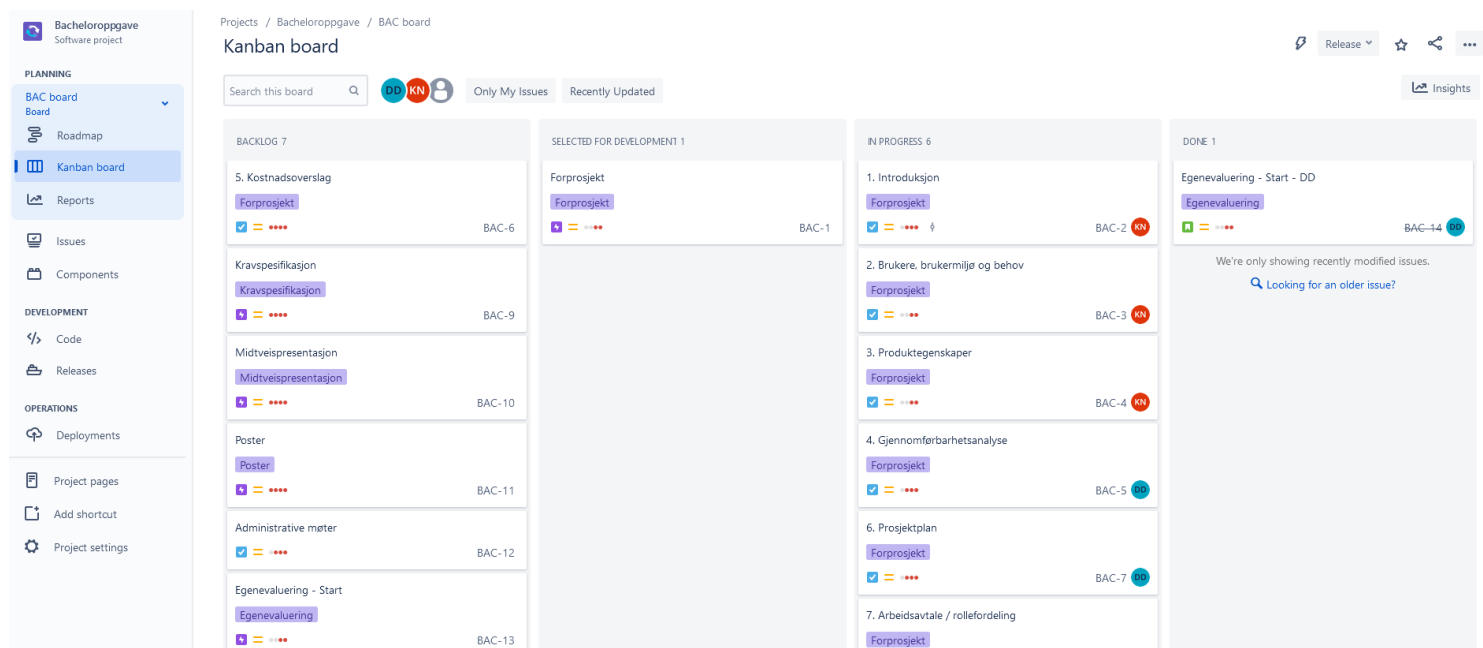 Bacheloroppgave
Software project
PLANNING
BAC board
Board
Roadmap
Kanban board
Reports
Issues
Components
DEVELOPMENT
Code
Releases
OPERATIONS
Deployments
Project pages
Add shortcut
Project settings
Projects / Bacheloroppgave / BAC board
Kanban board
Release
Search this board
DD KN
Only My Issues
Recently Updated
Insights
BACKLOG 7
5. Kostnadsoverslag
Forprosjekt
BAC-6
Kravspesifikasjon
Kravspesifikasjon
BAC-9
Midtveispresentasjon
Midtveispresentasjon
BAC-10
Poster
Poster
BAC-11
Administrative møter
BAC-12
Egenevaluering - Start
Egenevaluering
BAC-13
SELECTED FOR DEVELOPMENT 1
Forprosjekt
Forprosjekt
BAC-1
IN PROGRESS 6
1. Introduksjon
Forprosjekt
BAC-2 KN
2. Brukere, brukermiljø og behov
Forprosjekt
BAC-3 KN
3. Produktegenskaper
Forprosjekt
BAC-4 KN
4. Gjennomførbarhetsanalyse
Forprosjekt
BAC-5 DD
6. Prosjektplan
Forprosjekt
BAC-7 DD
7. Arbeidsavtale / rollefordeling
Forprosjekt
DONE 1
Egenevaluering - Start - DD
Egenevaluering
BAC-14 DD
We're only showing recently modified issues.
Looking for an older issue?